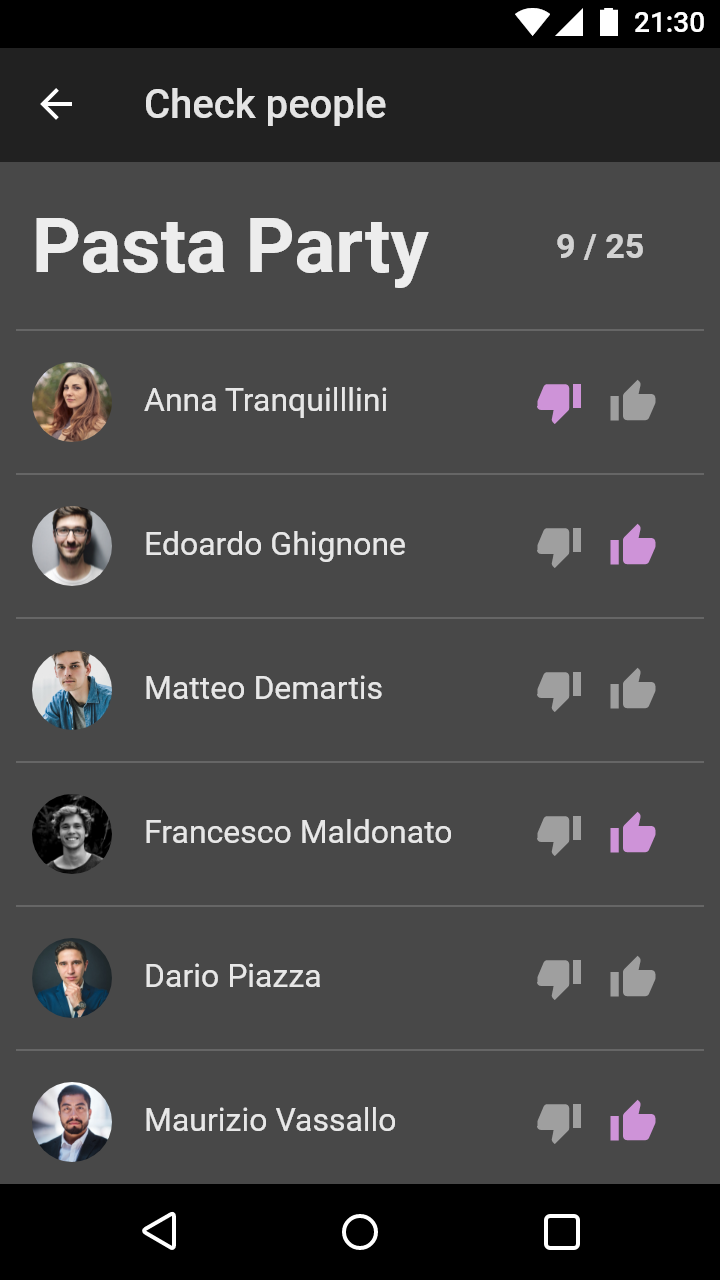 21:30
Check people
Pasta Party
9 / 25
Anna Tranquilllini
Edoardo Ghignone
Matteo Demartis
Francesco Maldonato
Dario Piazza
Maurizio Vassallo